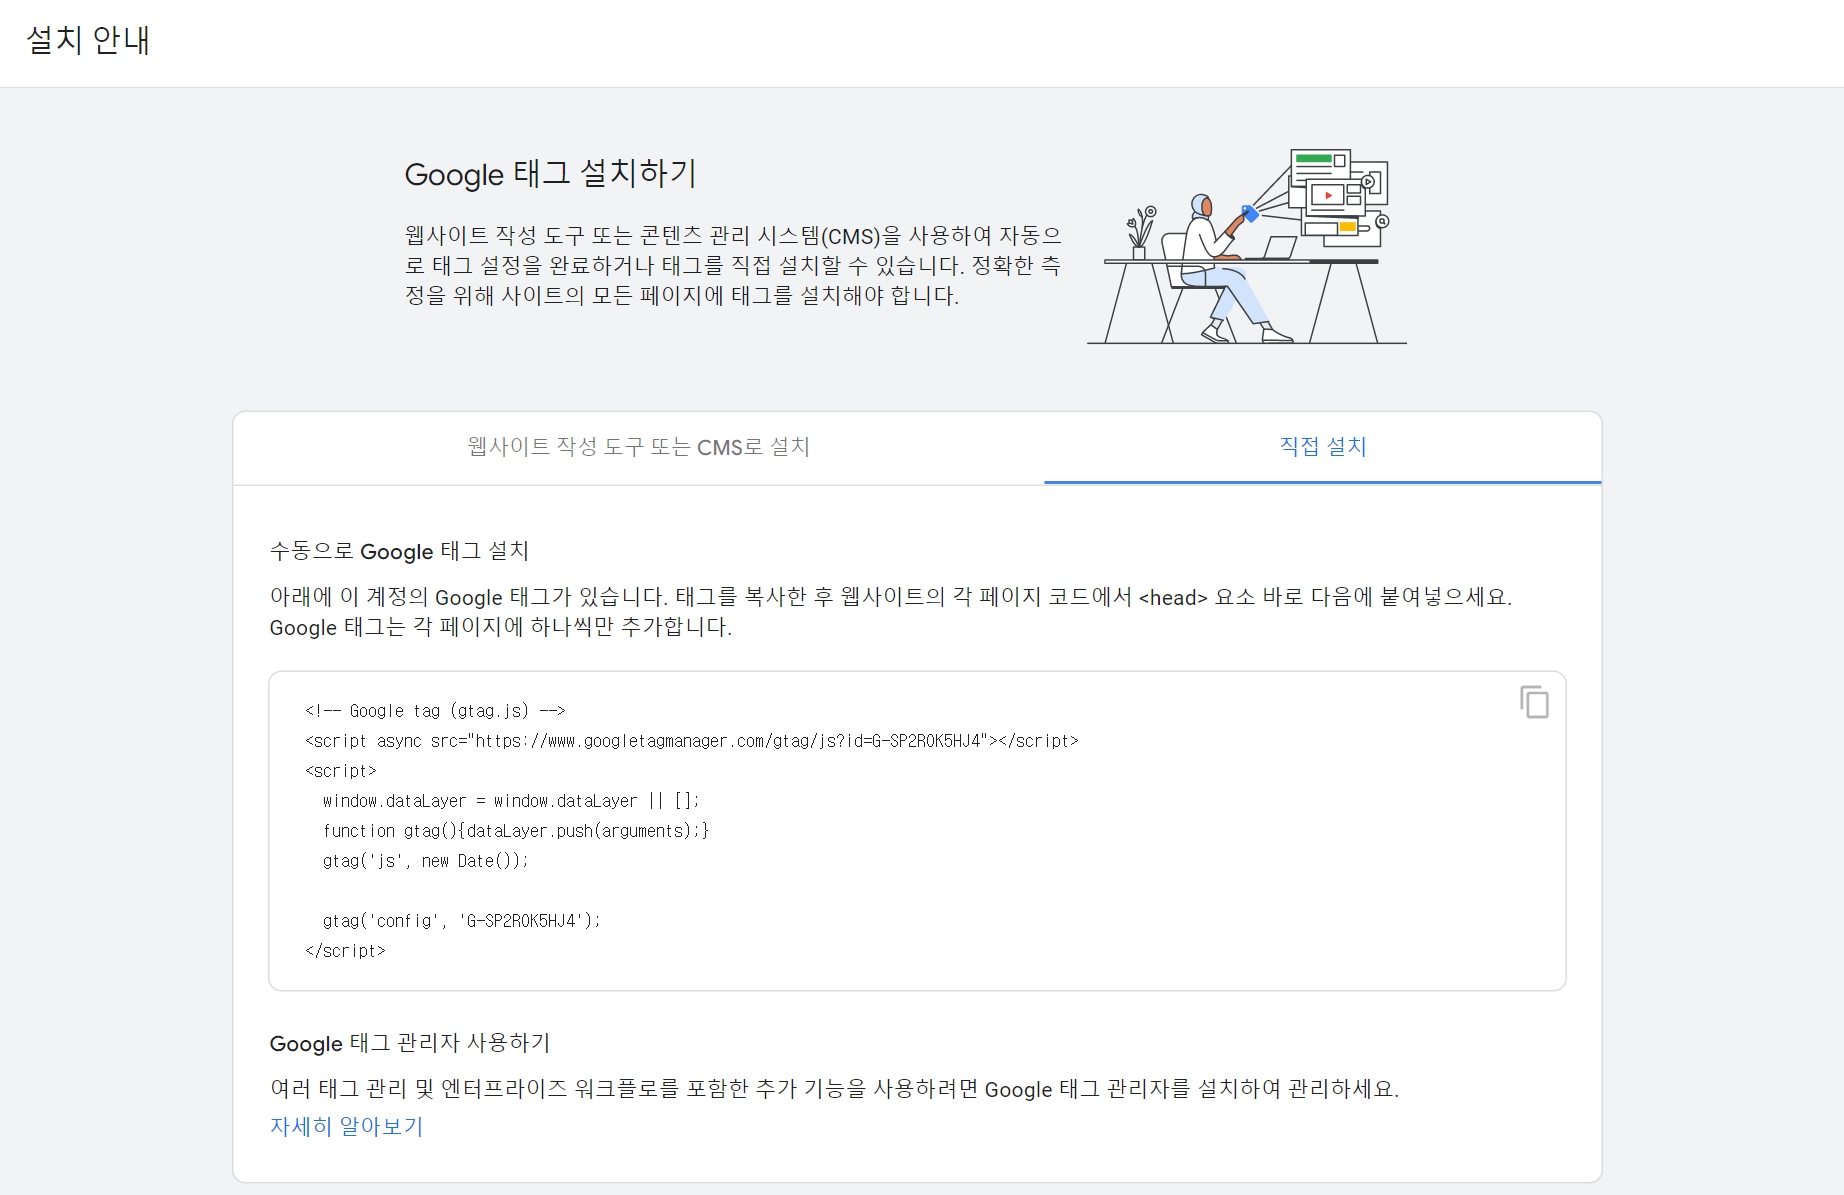 설치 안내
Google 태그 설치하기
웹사이트 작성 도구 또는 콘텐츠 관리 시스템(CMS)을 사용하여 자동으
로 태그 설정을 완료하거나 태그를 직접 설치할 수 있습니다. 정확한 측
정을 위해 사이트의 모든 페이지에 태그를 설치해야 합니다.
웹사이트 작성 도구 또는 CMS로 설치
직접 설치
수동으로 Google 태그 설치
아래에 이 계정의 Google 태그가 있습니다. 태그를 복사한 후 웹사이트의 각 페이지 코드에서 <head> 요소 바로 다음에 붙여넣으세요.
Google 태그는 각 페이지에 하나씩만 추가합니다.
<!-- Google tag (gtag.js) -->
<script async src="https://www.googletagmanager.com/gtag/js?id=G-SP2R0K5HJ4"></script>
<script>
  window.dataLayer = window.dataLayer || [];
  function gtag(){dataLayer.push(arguments);}
  gtag('js', new Date());
  gtag('config', 'G-SP2R0K5HJ4');
</script>
Google 태그 관리자 사용하기
여러 태그 관리 및 엔터프라이즈 워크플로를 포함한 추가 기능을 사용하려면 Google 태그 관리자를 설치하여 관리하세요.
자세히 알아보기